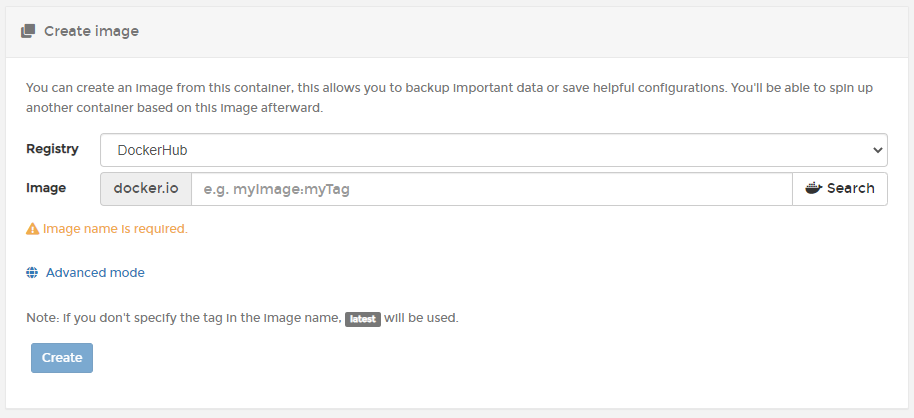 Create image
You can create an image from this container, this allows you to backup important data or save helpful configurations. You'll be able to spin up
another container based on this image afterward.
Registry DockerHub
Image docker.io e.g. myImage:myTag Search
Image name is required.
Advanced mode
Note: if you don't specify the tag in the image name, latest will be used.
Create